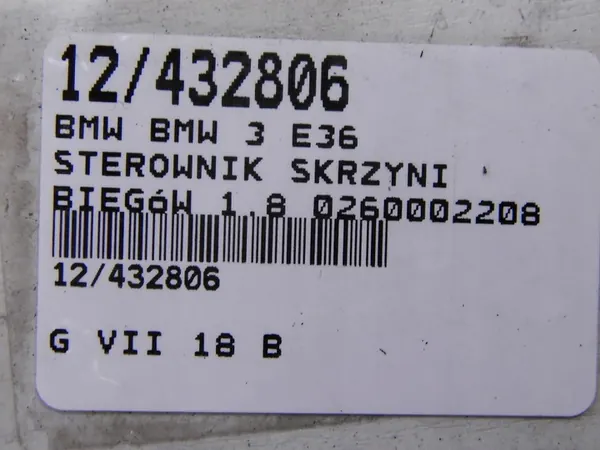 12/432806
BMW BMW 3 E36
STEROWNIK SKRZYNI
BIEGóW 1.8 0260002208
12/432806
G VII 18 B